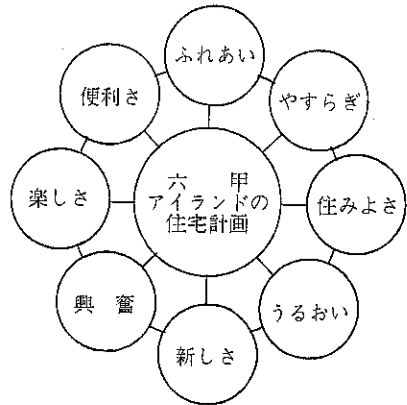 ふれあい
やすらぎ
住みよさ
うるおい
新しさ
興奮
楽しさ
便利さ
六甲
アイランドの
住宅計画